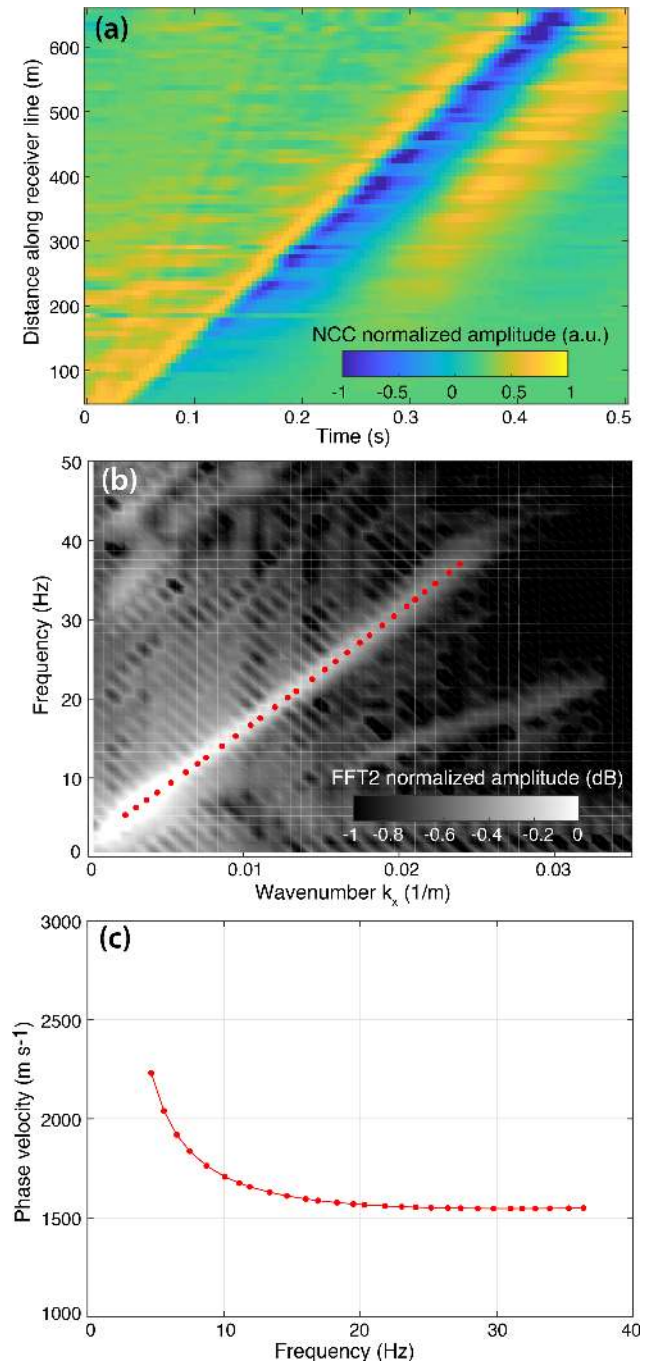 (a)
Distance along receiver line (m)
600
500
400
300
200
100
NCC normalized amplitude (a.u.)
-1 -0.5 0 0.5 1
0 0.1 0.2 0.3 0.4 0.5
Time (s)
(b)
Frequency (Hz)
50
40
30
20
10
0
FFT2 normalized amplitude (dB)
-1 -0.8 -0.6 -0.4 -0.2 0
0 0.01 0.02 0.03
Wavenumber kx (1/m)
(c)
Phase velocity (m s-1)
3000
2500
2000
1500
1000
0 10 20 30 40
Frequency (Hz)